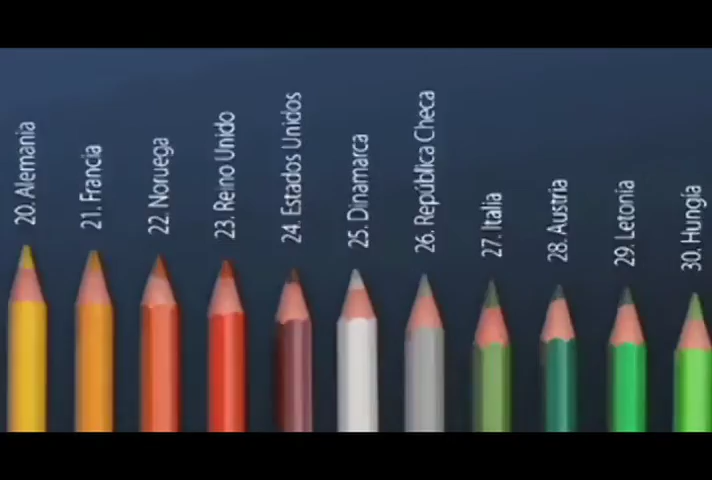 20. Alemania
21. Francia
22. Noruega
23. Reino Unido
24. Estados Unidos
25. Dinamarca
26. República Checa
27. Italia
28. Austria
29. Letonia
30. Hungía